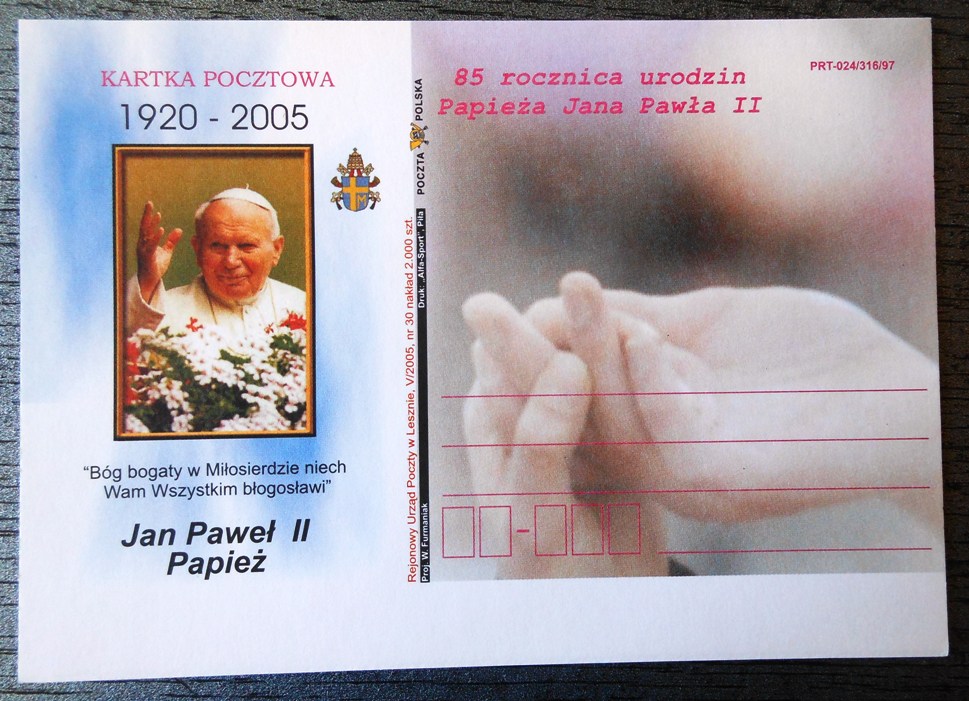 KARTKA POCZTOWA
1920 - 2005
“Bóg bogaty w Miłosierdzie niech
Wam Wszystkim błogosławi”
Jan Paweł II
Papież
Rejonowy Urząd Poczty w Lesznie, V/2005, nr 30 nakład 2.000 szt.
POCZTA POLSKA
Druk: „Alfa-Sport”, Piła
Proj. W. Furmaniak
85 rocznica urodzin
Papieża Jana Pawła II
PRT-024/316/97